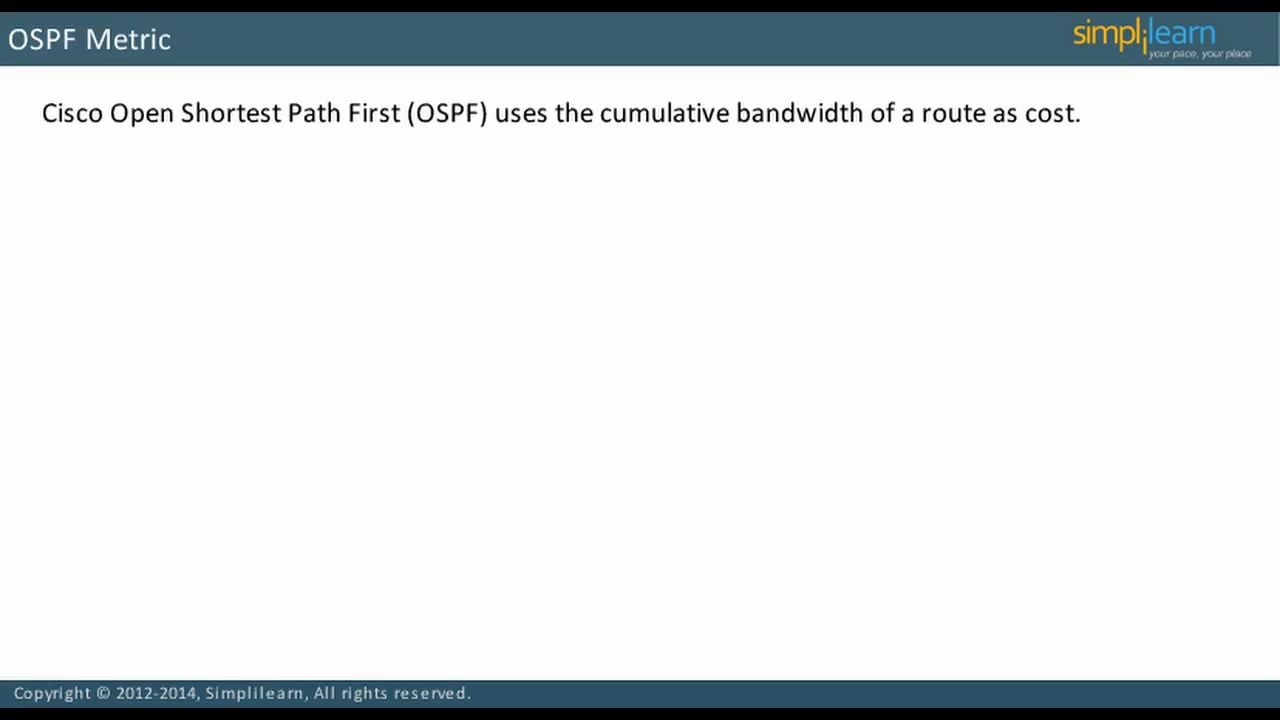 OSPF Metric
simplilearn
your pace, your place
Cisco Open Shortest Path First (OSPF) uses the cumulative bandwidth of a route as cost.
Copyright © 2012-2014, Simplilearn, All rights reserved.